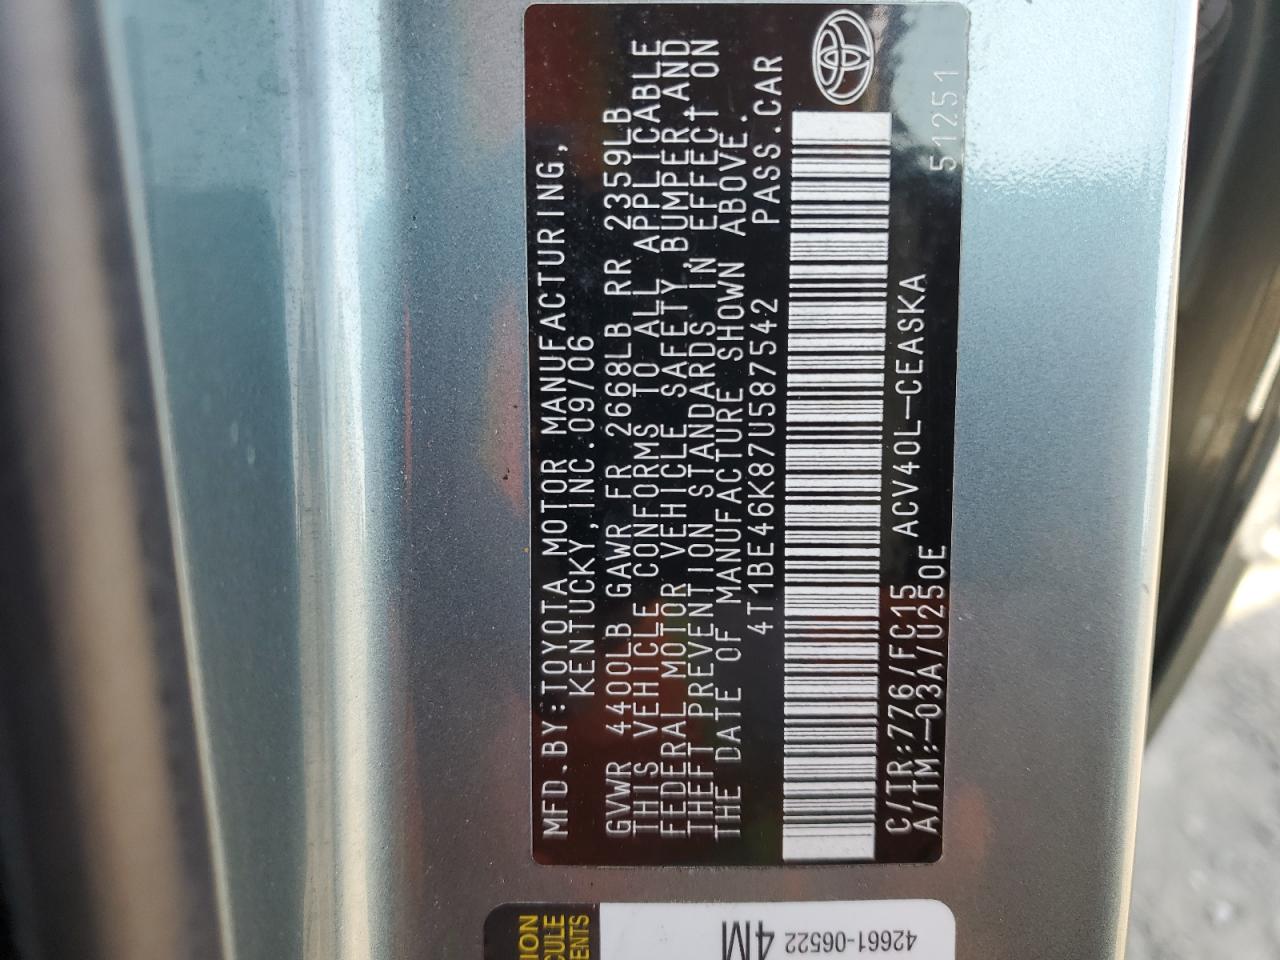 MFD.BY:TOYOTA MOTOR MANUFACTURING,
KENTUCKY,INC.09/06
GVWR 4400LB GAWR FR 2668LB RR 2359LB
THIS VEHICLE CONFORMS TO ALL APPLICABLE
FEDERAL MOTOR VEHICLE SAFETY,BUMPER,AND
THEFT PREVENTION STANDARDS IN EFFECT ON
THE DATE OF MANUFACTURE SHOWN ABOVE.
4T1BE46K87U587542 PASS.CAR
C/TR:776/FC15 ACV40L-CEASKA
A/TM:-03A/U250E
51251
42661-06522
4M